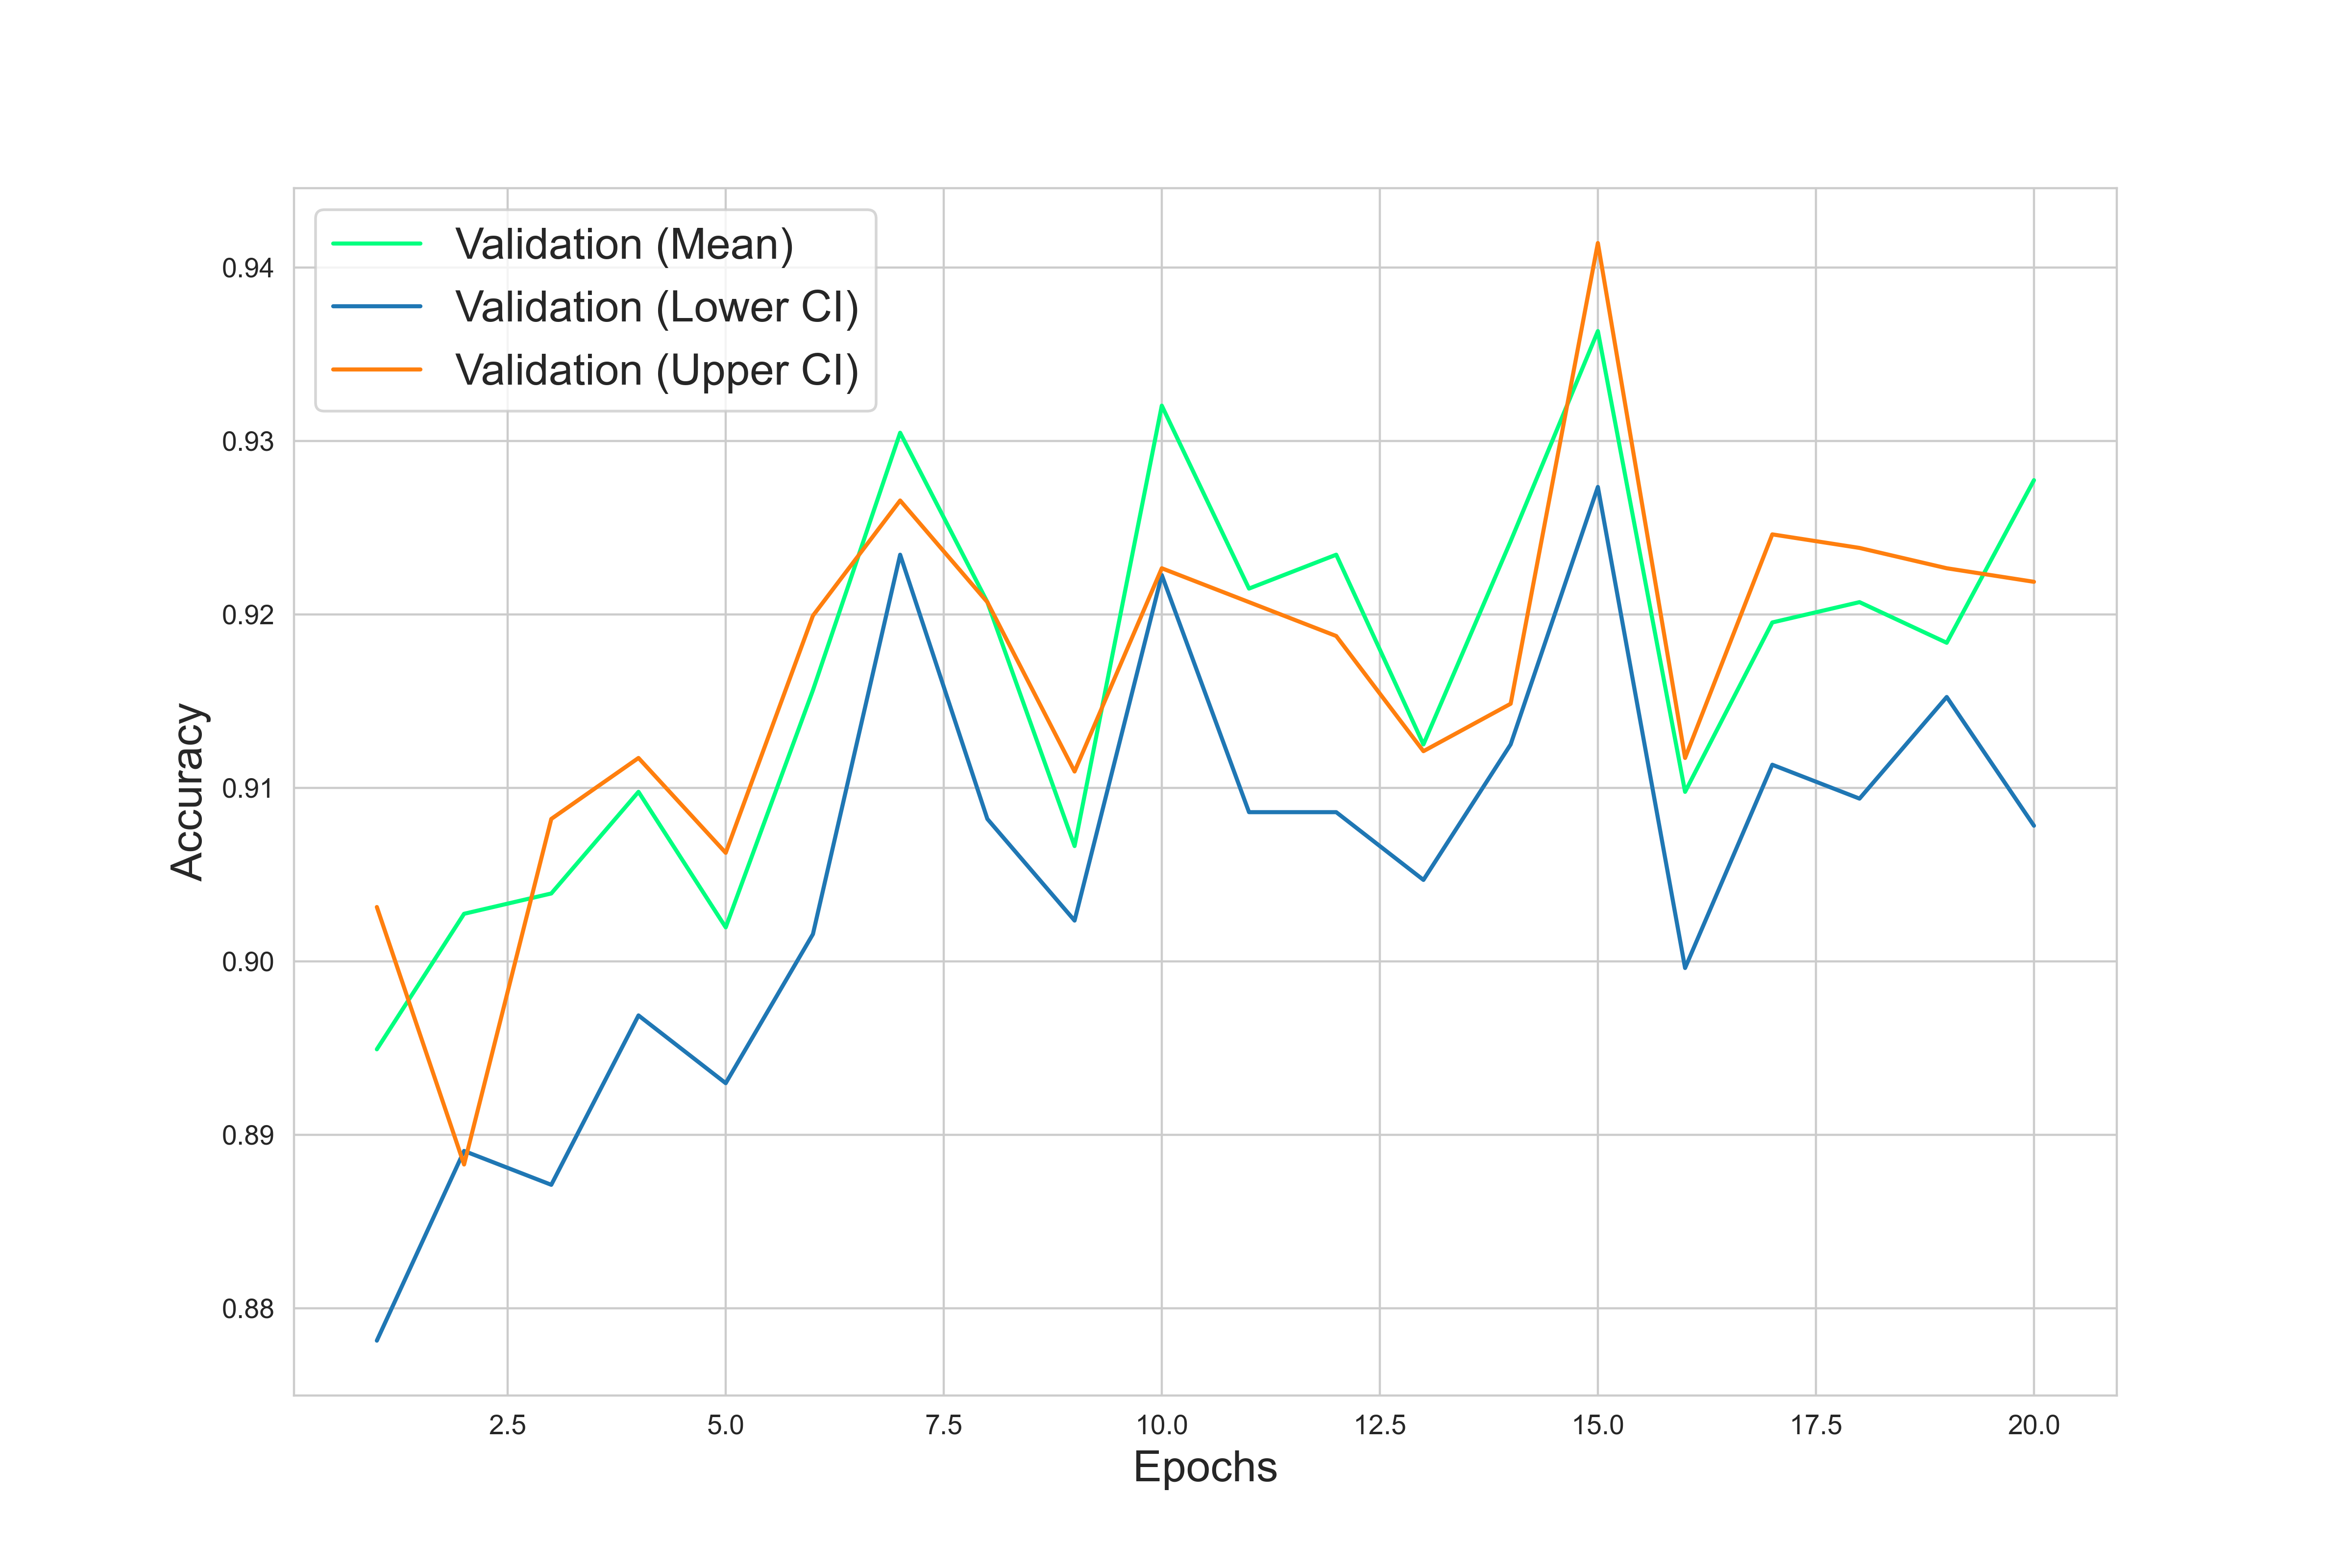 Validation (Mean)
Validation (Lower CI)
Validation (Upper CI)
0.94
0.93
0.92
0.91
0.90
0.89
0.88
Accuracy
2.5 5.0 7.5 10.0 12.5 15.0 17.5 20.0
Epochs